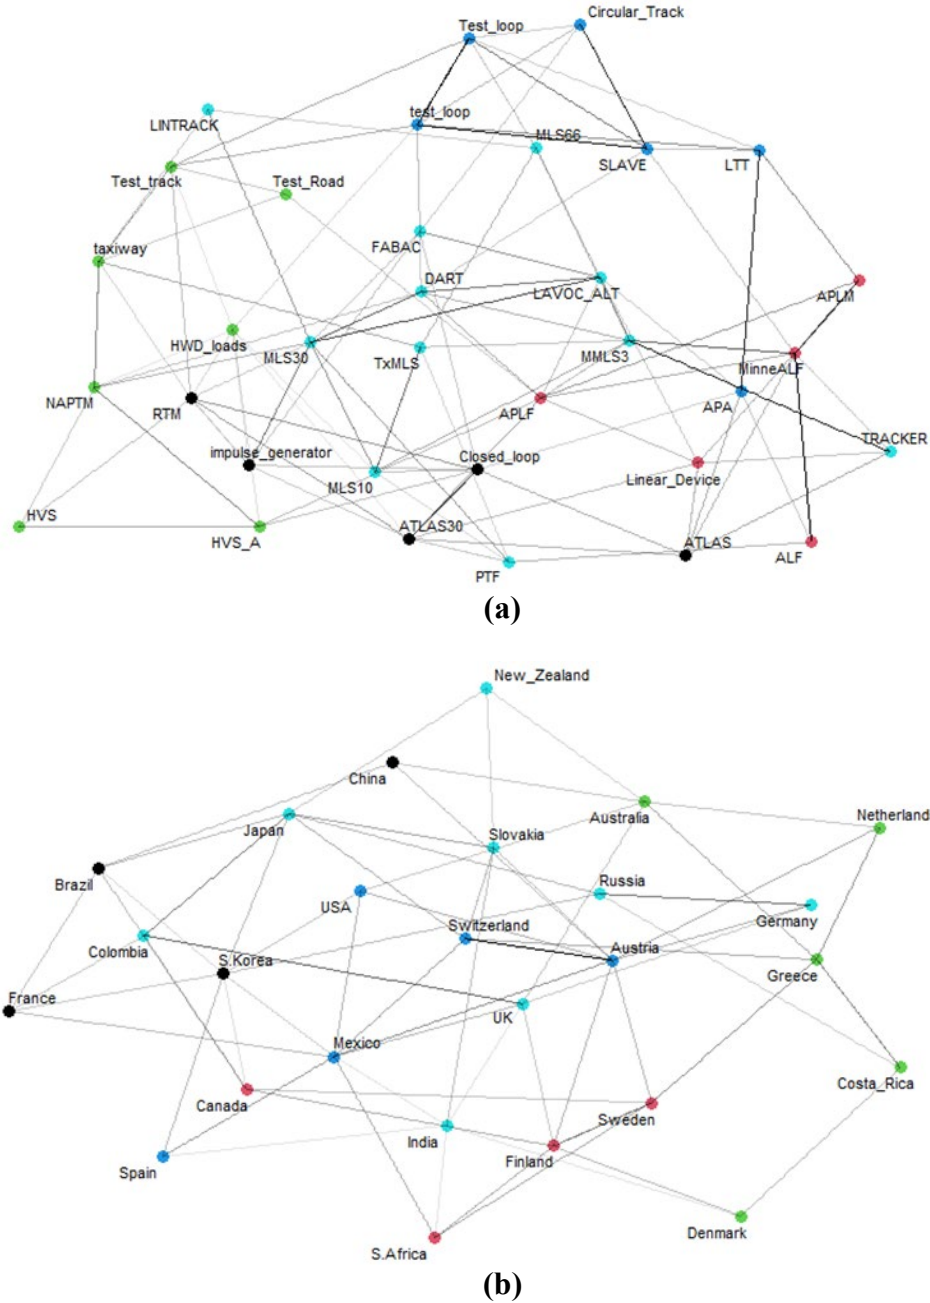 Circular_Track
Test_loop
test_loop
LINTRACK
MLS66
SLAVE
LTT
Test_track
Test_Road
taxiway
FABAC
DART
LAVOC_ALT
APLM
HWD_loads
MLS30
TxMLS
MMLS3
MinneALF
NAPTM
RTM
APLF
APA
TRACKER
impulse_generator
Closed_loop
MLS10
Linear_Device
HVS
HVS_A
ATLAS30
ATLAS
ALF
PTF
(a)
New_Zealand
China
Japan
Australia
Netherland
Slovakia
Brazil
USA
Russia
Germany
Switzerland
Colombia
S.Korea
Austria
Greece
France
UK
Mexico
Costa_Rica
Canada
Sweden
India
Finland
Spain
Denmark
S.Africa
(b)